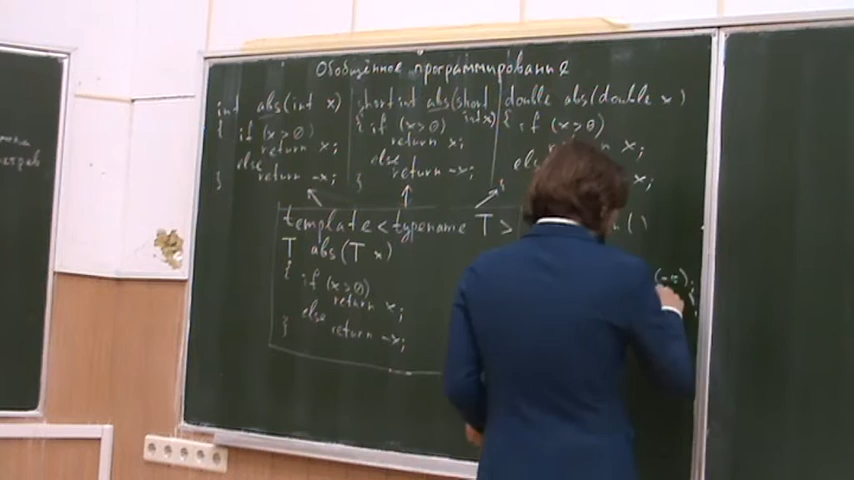 Обобщённое программирование
int abs(int x)
{ if (x>0)
return x;
else
return -x;
}
short int abs(short int x)
{ if (x>0)
return x;
else
return -x;
}
double abs(double x)
{ if (x>0)
x;
x;
template<typename T>
T abs(T x)
{ if (x>0)
return x;
else
return -x;
}